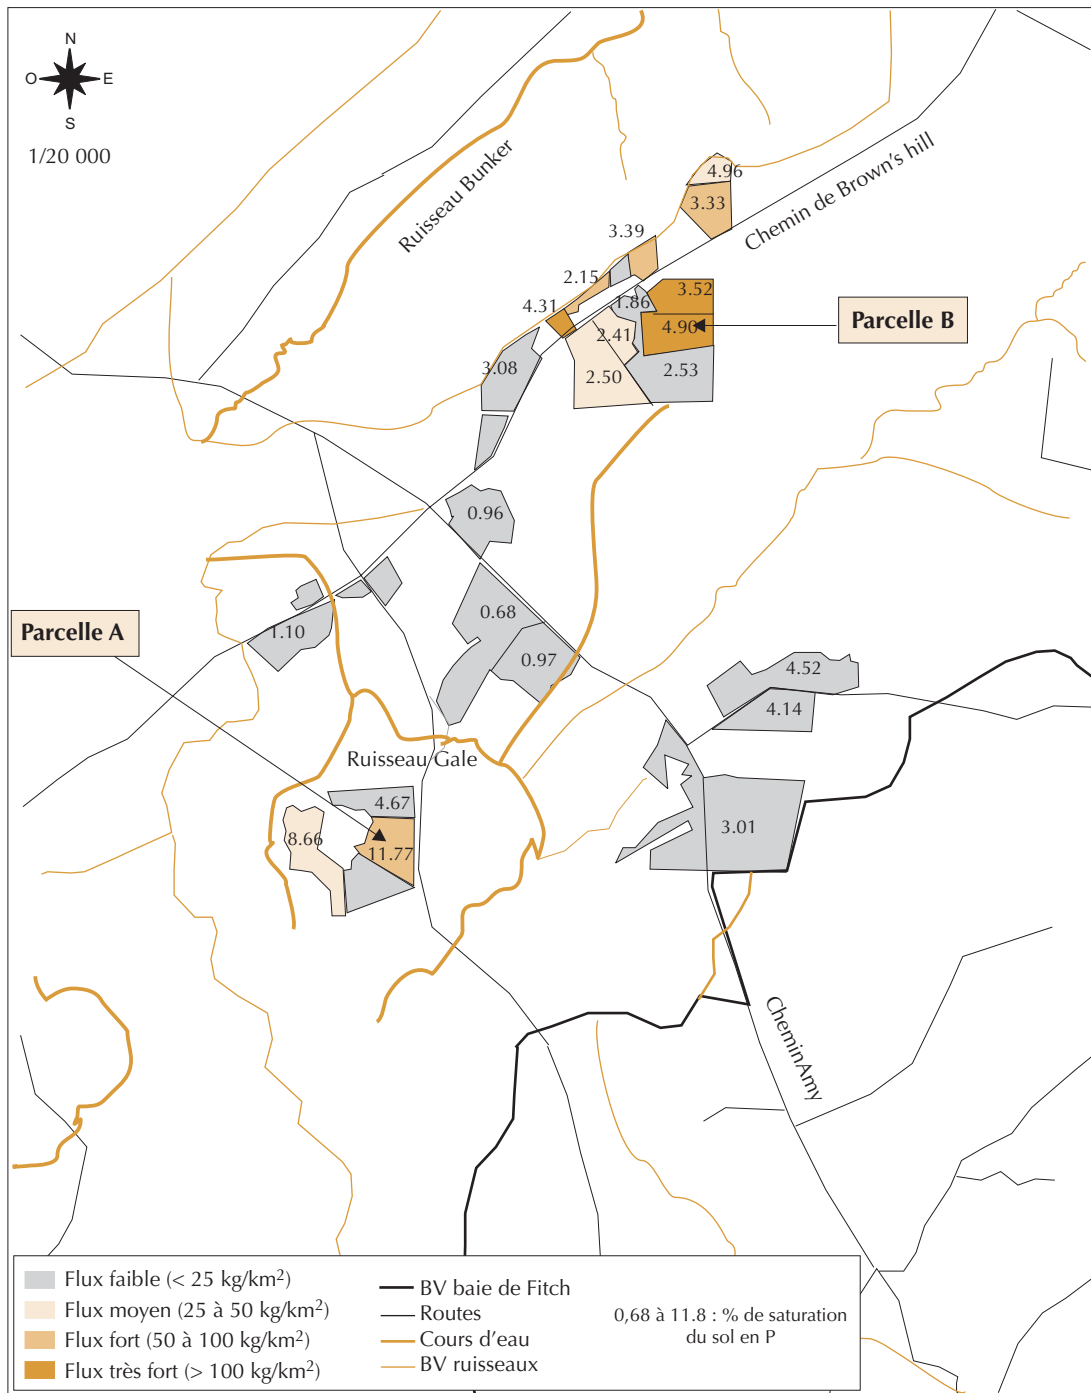 N
O E
S
1/20 000
Ruisseau Bunker
Chemin de Brown's hill
4.96
3.33
3.39
2.15
4.31
1.86
3.52
4.90
Parcelle B
2.41
2.53
2.50
3.08
0.96
0.68
0.97
1.10
Parcelle A
4.52
4.14
Ruisseau Gale
4.67
8.66
11.77
3.01
CheminAmy
Flux faible (< 25 kg/km²)
Flux moyen (25 à 50 kg/km²)
Flux fort (50 à 100 kg/km²)
Flux très fort (> 100 kg/km²)
BV baie de Fitch
Routes
Cours d'eau
BV ruisseaux
0,68 à 11.8 : % de saturation
du sol en P